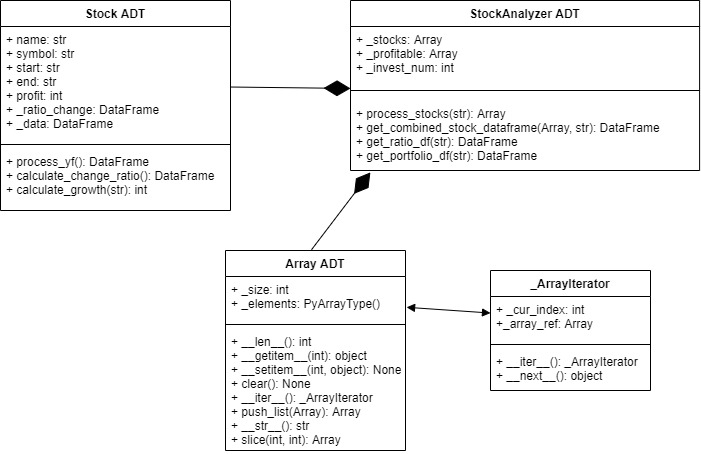 Stock ADT
+ name: str
+ symbol: str
+ start: str
+ end: str
+ profit: int
+ _ratio_change: DataFrame
+ _data: DataFrame
+ process_yf(): DataFrame
+ calculate_change_ratio(): DataFrame
+ calculate_growth(str): int
StockAnalyzer ADT
+ _stocks: Array
+ _profitable: Array
+ _invest_num: int
+ process_stocks(str): Array
+ get_combined_stock_dataframe(Array, str): DataFrame
+ get_ratio_df(str): DataFrame
+ get_portfolio_df(str): DataFrame
Array ADT
+ _size: int
+ _elements: PyArrayType()
+ __len__(): int
+ __getitem__(int): object
+ __setitem__(int, object): None
+ clear(): None
+ __iter__(): _ArrayIterator
+ push_list(Array): Array
+ __str__(): str
+ slice(int, int): Array
_ArrayIterator
+ _cur_index: int
+_array_ref: Array
+ __iter__(): _ArrayIterator
+ __next__(): object